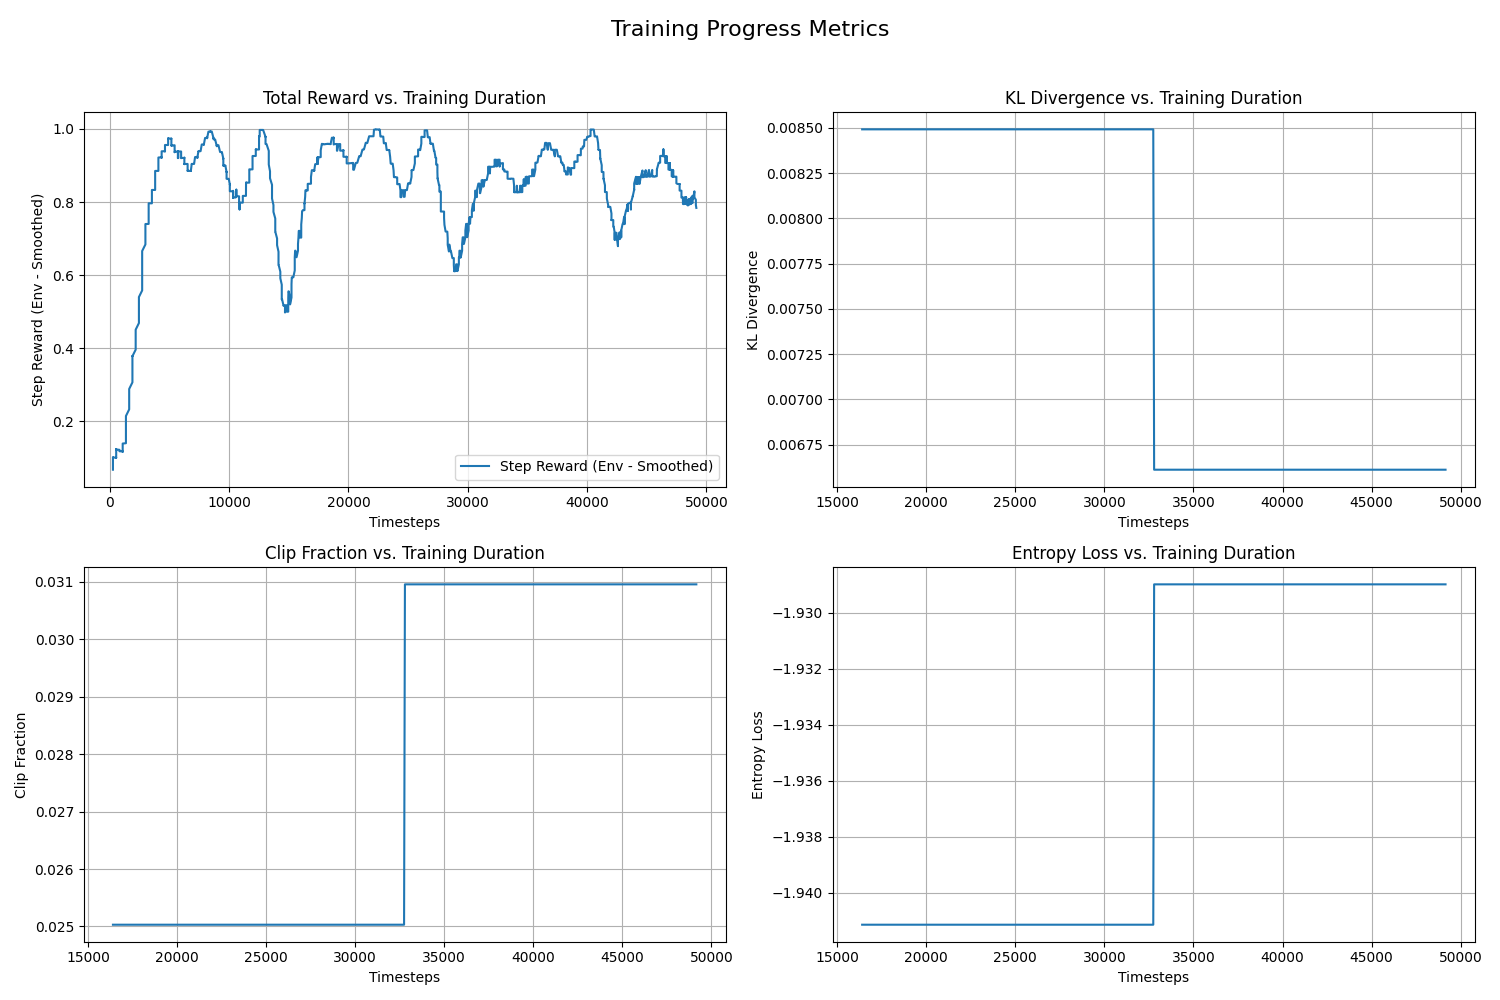 Training Progress Metrics
Total Reward vs. Training Duration
Step Reward (Env - Smoothed)
1.0
0.8
0.6
0.4
0.2
Step Reward (Env - Smoothed)
0 10000 20000 30000 40000 50000
Timesteps
KL Divergence vs. Training Duration
KL Divergence
0.00850
0.00825
0.00800
0.00775
0.00750
0.00725
0.00700
0.00675
15000 20000 25000 30000 35000 40000 45000 50000
Timesteps
Clip Fraction vs. Training Duration
Clip Fraction
0.031
0.030
0.029
0.028
0.027
0.026
0.025
15000 20000 25000 30000 35000 40000 45000 50000
Timesteps
Entropy Loss vs. Training Duration
Entropy Loss
−1.930
−1.932
−1.934
−1.936
−1.938
−1.940
15000 20000 25000 30000 35000 40000 45000 50000
Timesteps